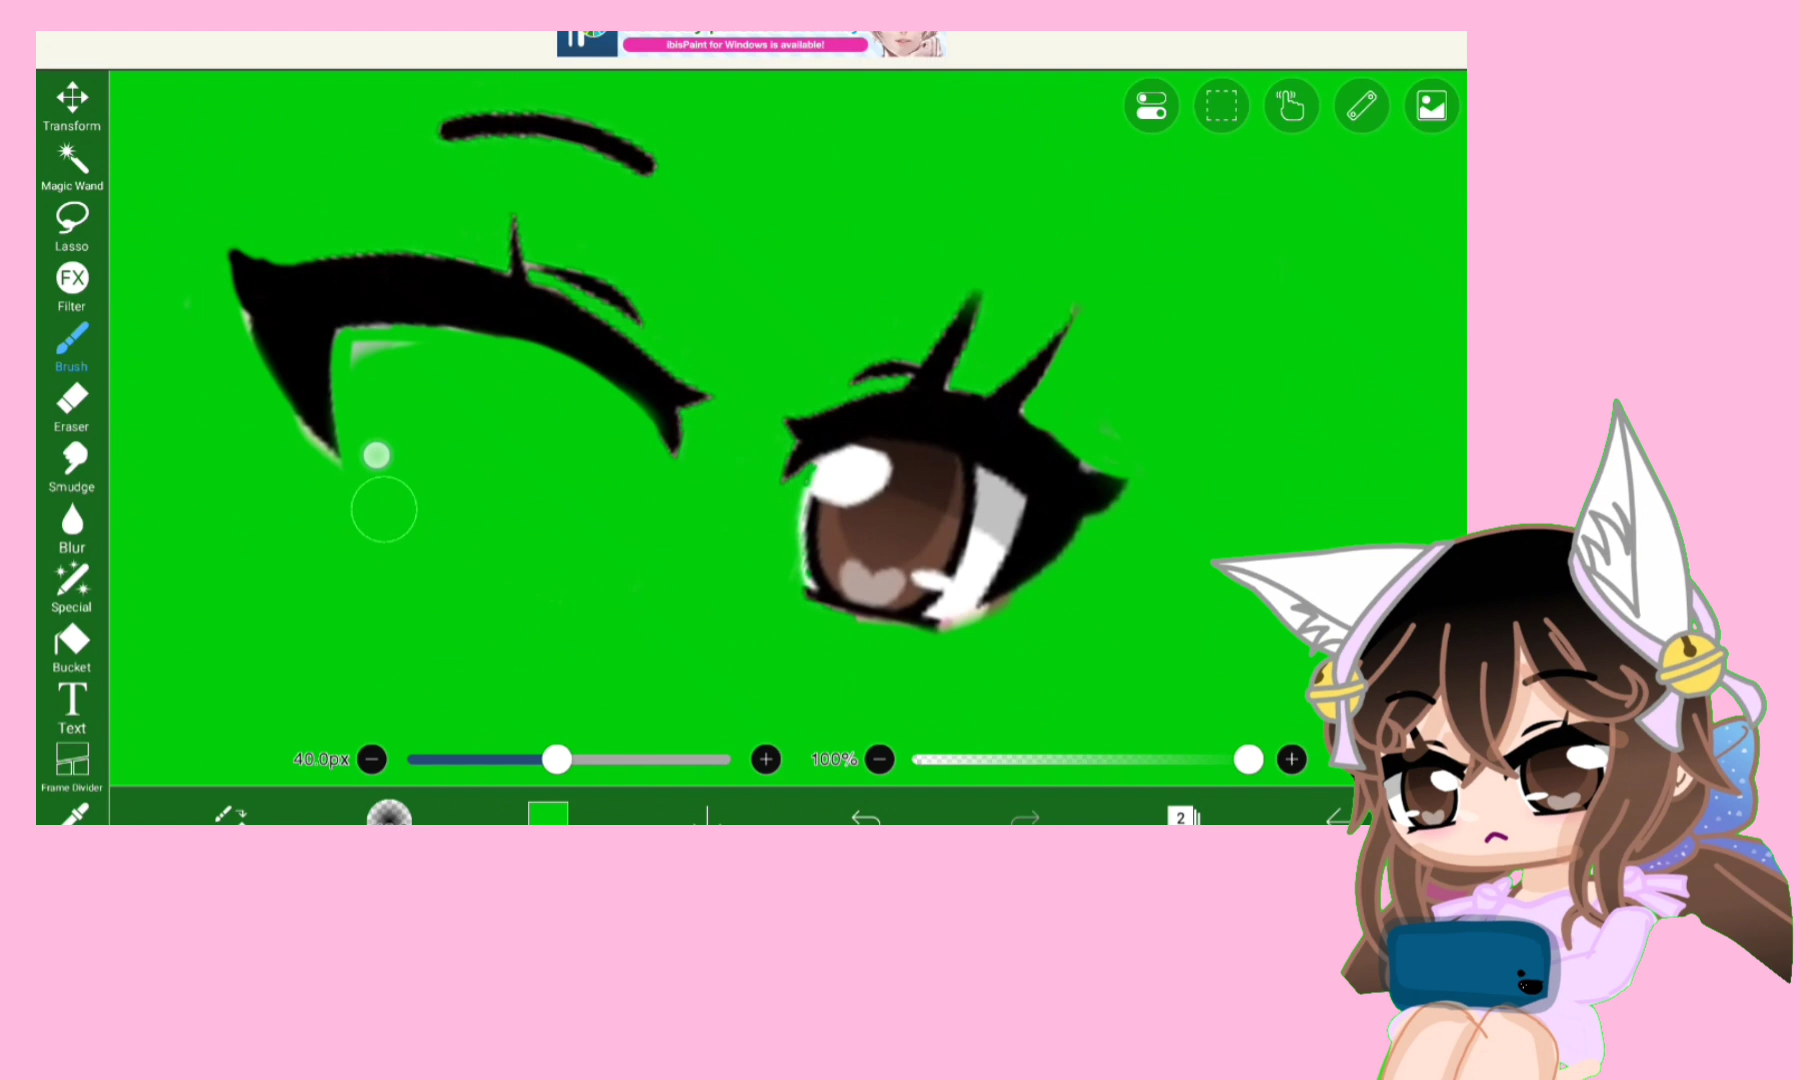 ibisPaint for Windows is available!
Transform
Magic Wand
Lasso
FX
Filter
Brush
Eraser
Smudge
Blur
Special
Bucket
T
Text
Frame Divider
40.0px
100%
2